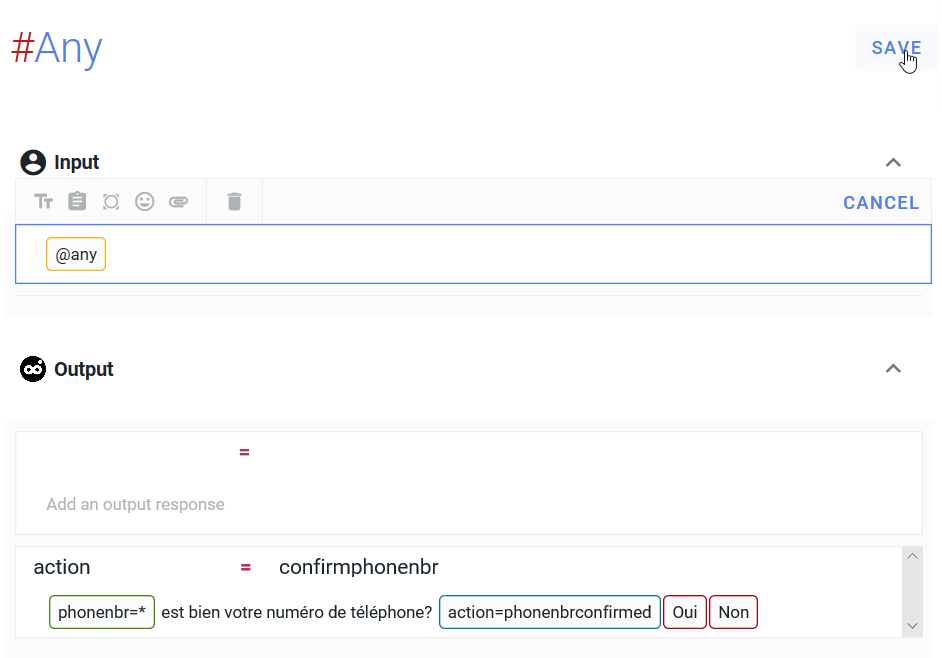 #Any
SAVE
Input
CANCEL
@any
Output
=
Add an output response
action = confirmphonenbr
phonenbr=* est bien votre numéro de téléphone? action=phonenbrconfirmed Oui Non